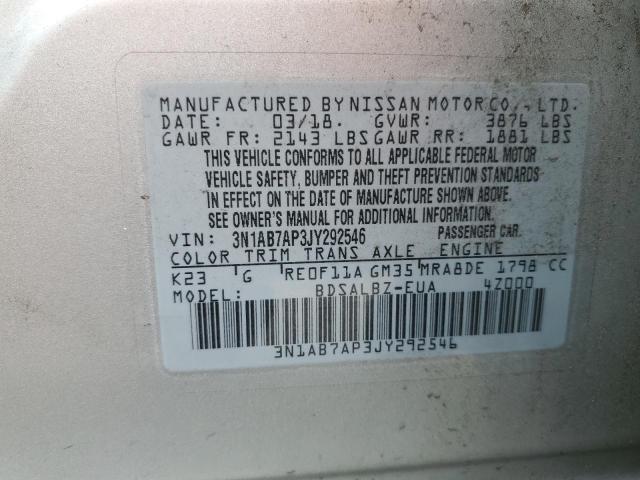 MANUFACTURED BY NISSAN MOTOR CO., LTD.
DATE: 03/18. GVWR: 3876 LBS
GAWR FR: 2143 LBS GAWR RR: 1881 LBS
THIS VEHICLE CONFORMS TO ALL APPLICABLE FEDERAL MOTOR
VEHICLE SAFETY, BUMPER AND THEFT PREVENTION STANDARDS
IN EFFECT ON THE DATE OF MANUFACTURE SHOWN ABOVE.
SEE OWNER'S MANUAL FOR ADDITIONAL INFORMATION.
VIN: 3N1AB7AP3JY292546 PASSENGER CAR.
COLOR TRIM TRANS AXLE ENGINE
K23 G RE0F11A GM35 MRA8DE 1798 CC
MODEL: BDSALBZ-EUA 4Z000
3N1AB7AP3JY292546